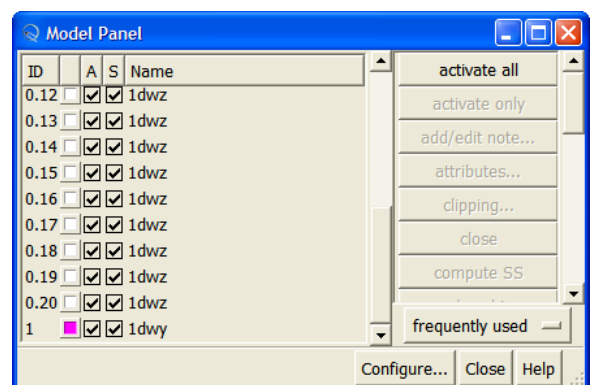 Model Panel
ID A S Name
0.12 1dwz
0.13 1dwz
0.14 1dwz
0.15 1dwz
0.16 1dwz
0.17 1dwz
0.18 1dwz
0.19 1dwz
0.20 1dwz
1 1dwy
activate all
activate only
add/edit note...
attributes...
clipping...
close
compute SS
frequently used
Configure... Close Help